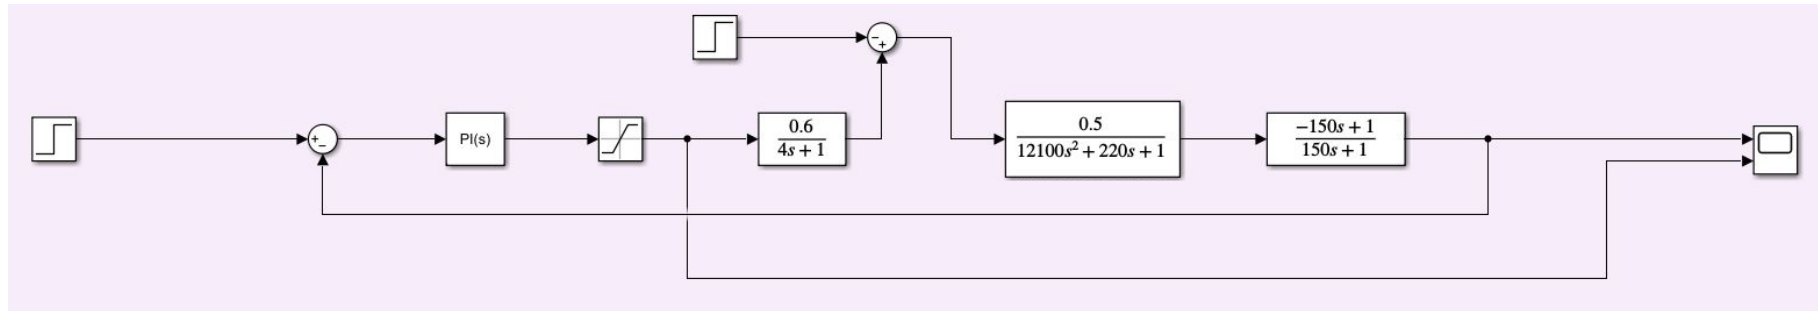 − +
+ −
PI(s)
0.6
4s + 1
0.5
12100s² + 220s + 1
−150s + 1
150s + 1